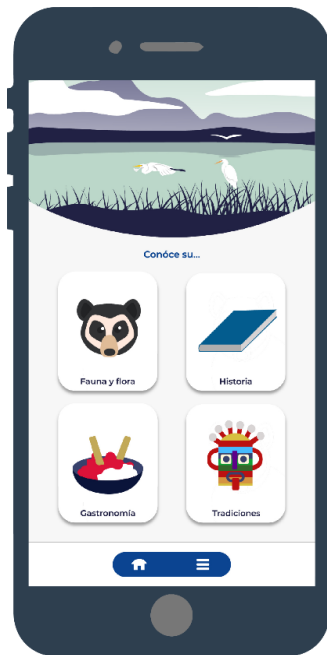 Conóce su...
Fauna y flora
Historia
Gastronomía
Tradiciones